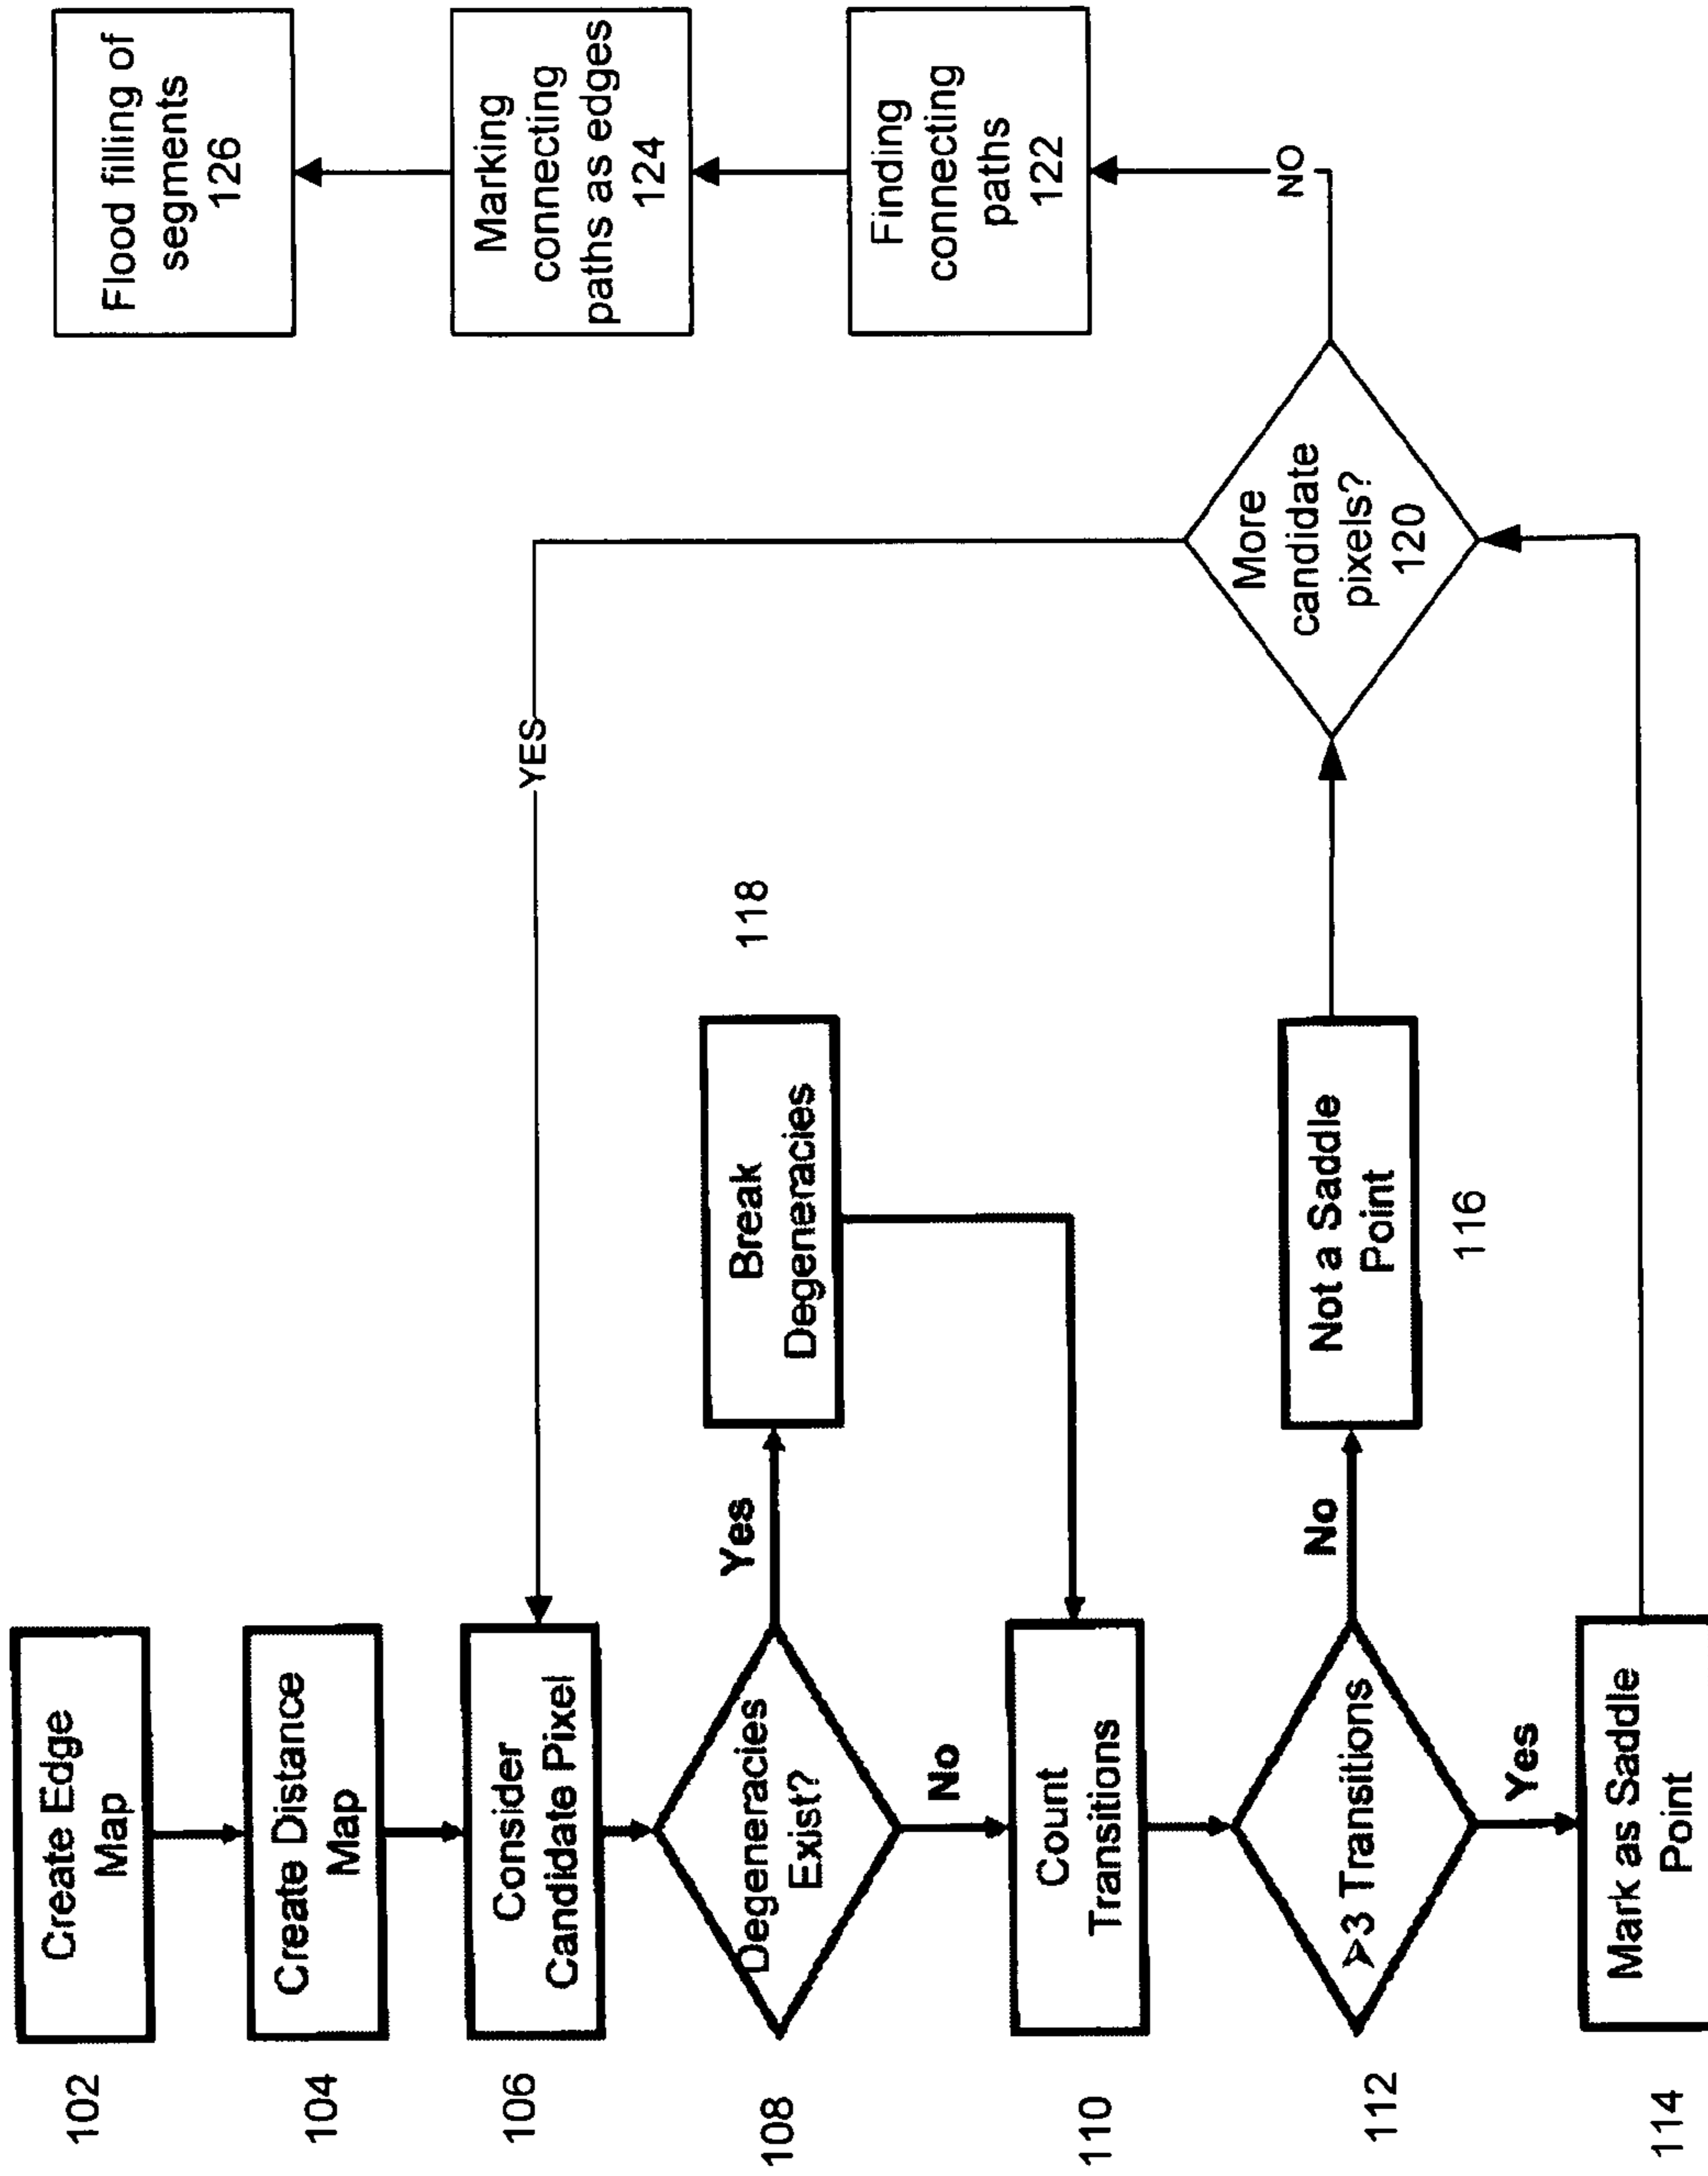 102
Create Edge
Map
104
Create Distance
Map
106
Consider
Candidate Pixel
108
Degeneracies
Exist?
Yes
Break
Degeneracies
118
No
110
Count
Transitions
112
➢3 Transitions
No
Not a Saddle
Point
116
Yes
114
Mark as Saddle
Point
YES
More
candidate
pixels?
120
NO
Finding
connecting
paths
122
Marking
connecting
paths as edges
124
Flood filling of
segments
126